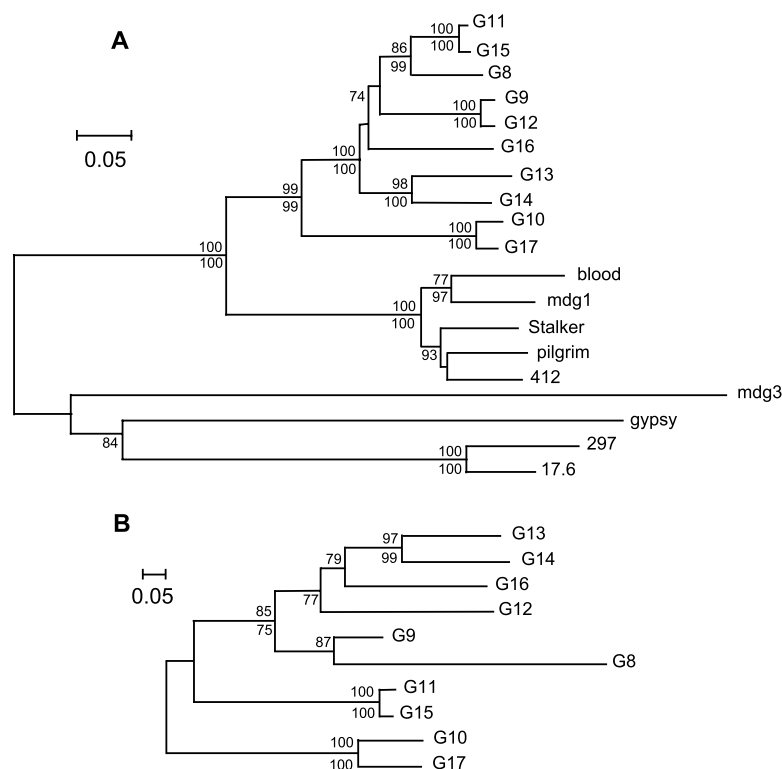 A
0.05
100
G11
100
G15
86
99
G8
74
100
G9
100
G12
G16
100
100
98
G13
100
G14
99
99
100
G10
100
G17
100
100
77
blood
97
mdg1
100
100
Stalker
93
pilgrim
412
mdg3
gypsy
84
100
297
100
17.6
B
0.05
97
G13
99
G14
79
G16
77
G12
85
75
87
G9
G8
100
G11
100
G15
100
G10
100
G17